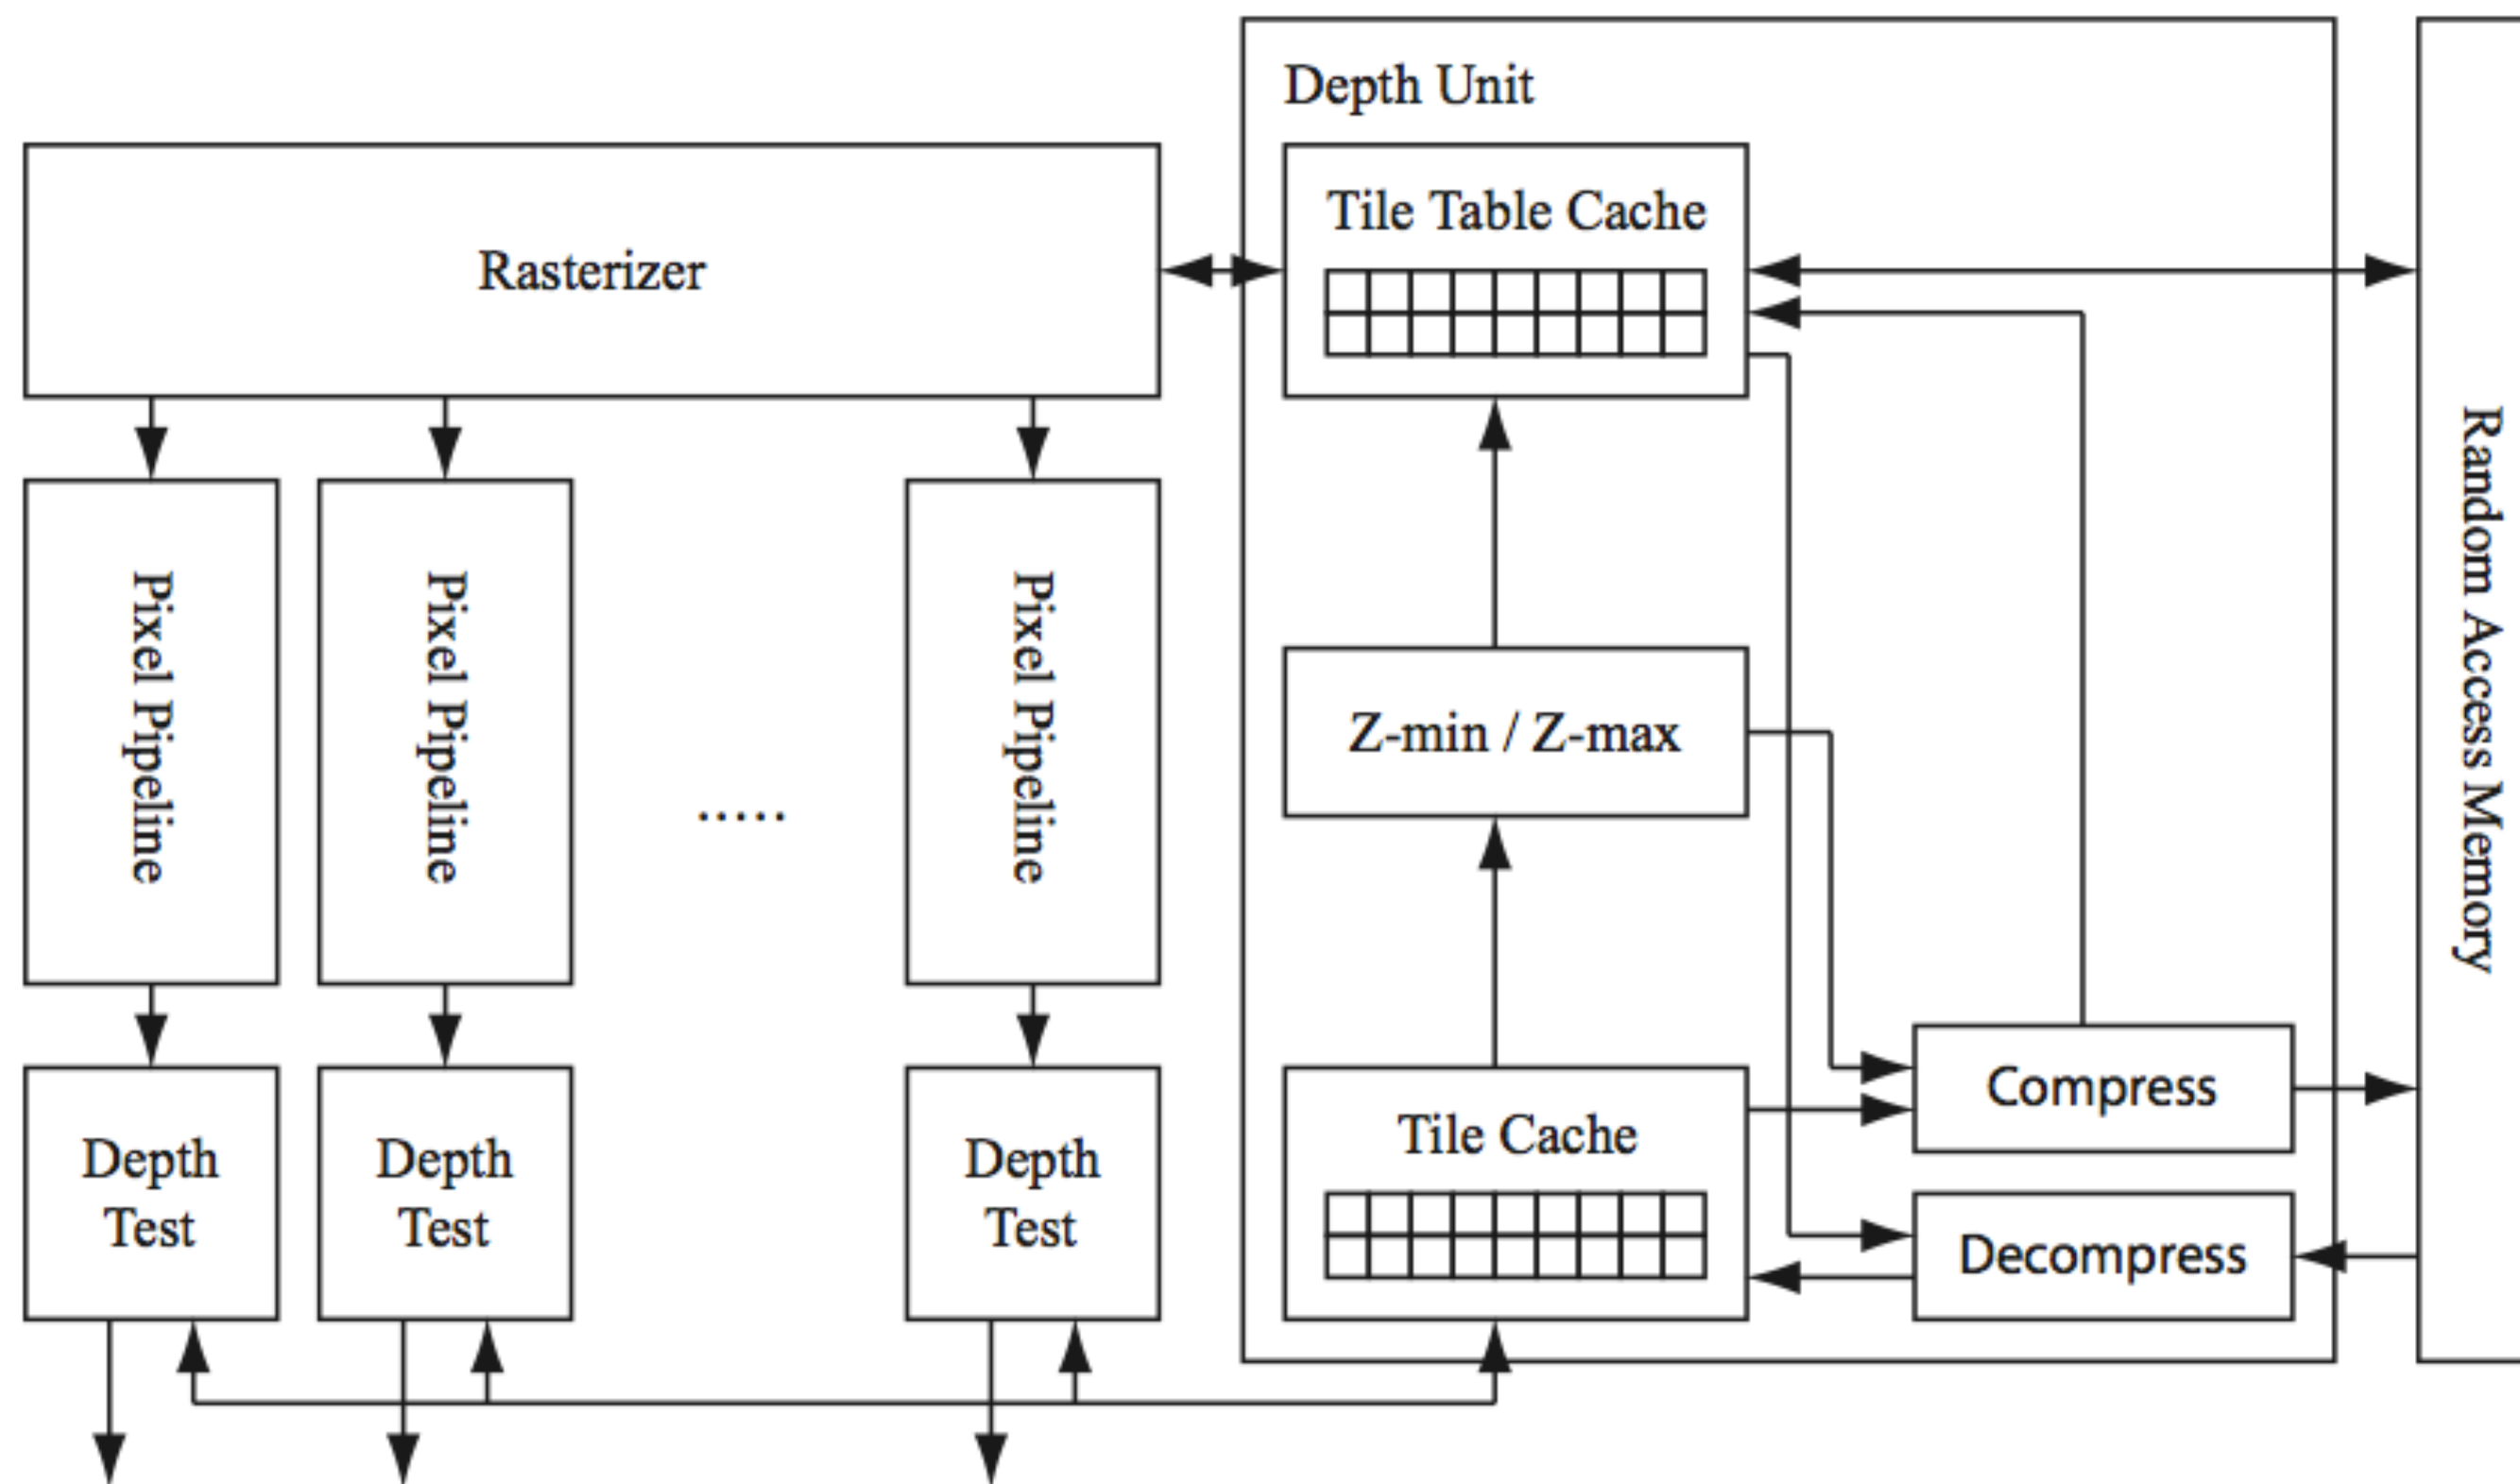 Depth Unit
Rasterizer
Tile Table Cache
Pixel Pipeline
Pixel Pipeline
.....
Pixel Pipeline
Z-min / Z-max
Random Access Memory
Depth
Test
Depth
Test
Depth
Test
Tile Cache
Compress
Decompress